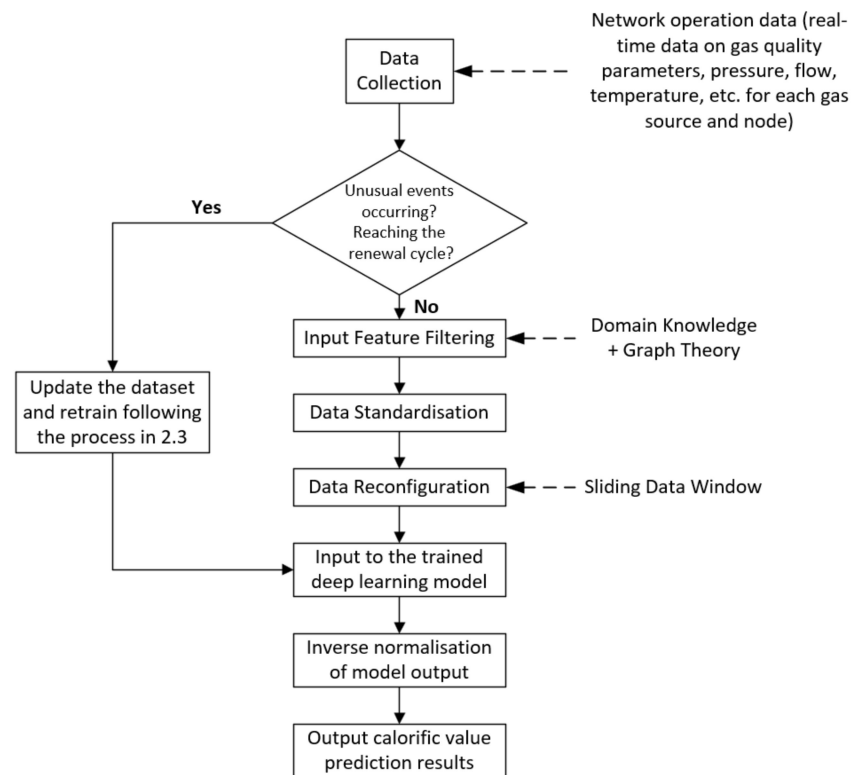 Data
Collection
Network operation data (real-
time data on gas quality
parameters, pressure, flow,
temperature, etc. for each gas
source and node)
Unusual events
occurring?
Reaching the
renewal cycle?
Yes
No
Input Feature Filtering
Domain Knowledge
+ Graph Theory
Update the dataset
and retrain following
the process in 2.3
Data Standardisation
Data Reconfiguration
Sliding Data Window
Input to the trained
deep learning model
Inverse normalisation
of model output
Output calorific value
prediction results